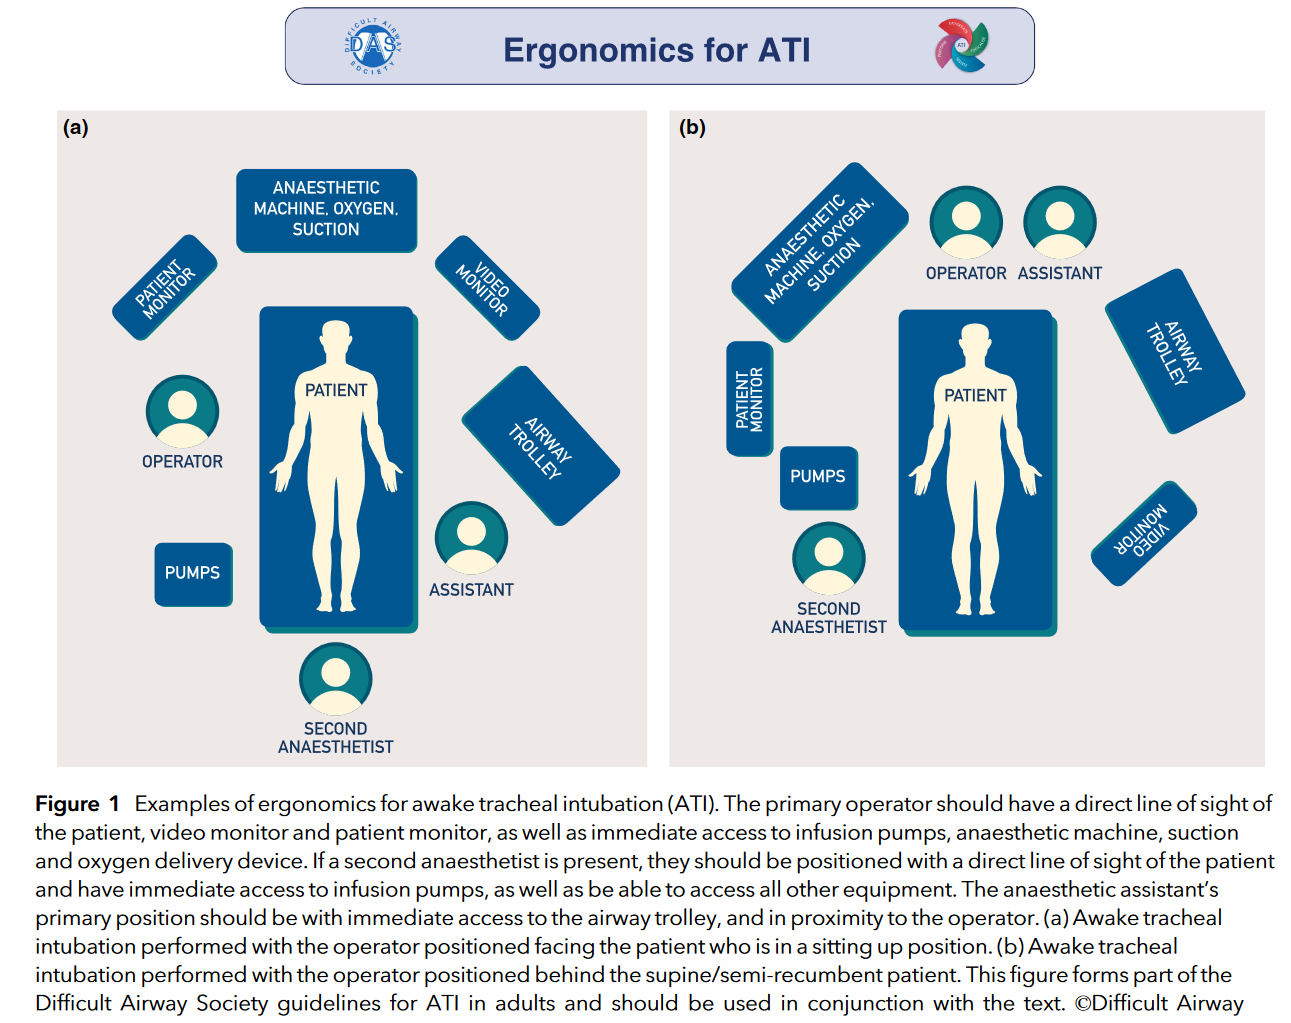 DIFFICULT AIRWAY SOCIETY
DAS
Ergonomics for ATI
ATI
(a)
ANAESTHETIC
MACHINE, OXYGEN,
SUCTION
PATIENT
MONITOR
VIDEO
MONITOR
PATIENT
OPERATOR
AIRWAY
TROLLEY
PUMPS
ASSISTANT
SECOND
ANAESTHETIST
(b)
ANAESTHETIC
MACHINE, OXYGEN,
SUCTION
OPERATOR
ASSISTANT
AIRWAY
TROLLEY
PATIENT
MONITOR
PATIENT
PUMPS
VIDEO
MONITOR
SECOND
ANAESTHETIST
Figure 1 Examples of ergonomics for awake tracheal intubation (ATI). The primary operator should have a direct line of sight of
the patient, video monitor and patient monitor, as well as immediate access to infusion pumps, anaesthetic machine, suction
and oxygen delivery device. If a second anaesthetist is present, they should be positioned with a direct line of sight of the patient
and have immediate access to infusion pumps, as well as be able to access all other equipment. The anaesthetic assistant's
primary position should be with immediate access to the airway trolley, and in proximity to the operator. (a) Awake tracheal
intubation performed with the operator positioned facing the patient who is in a sitting up position. (b) Awake tracheal
intubation performed with the operator positioned behind the supine/semi-recumbent patient. This figure forms part of the
Difficult Airway Society guidelines for ATI in adults and should be used in conjunction with the text. ©Difficult Airway